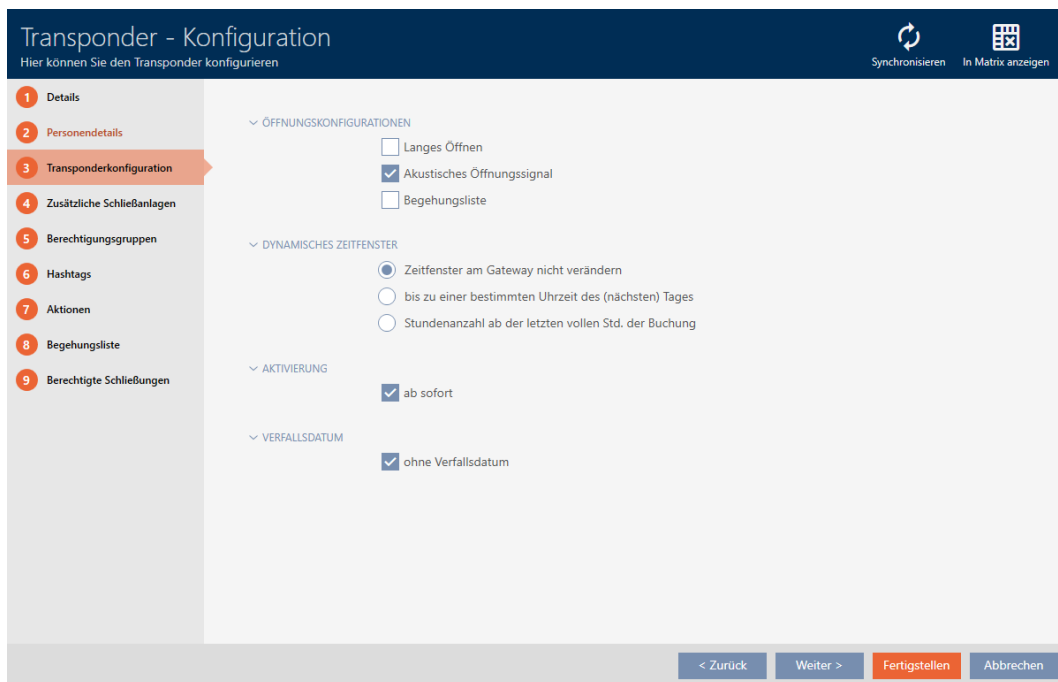 Transponder - Konfiguration
Hier können Sie den Transponder konfigurieren
Synchronisieren
In Matrix anzeigen
1 Details
2 Personendetails
3 Transponderkonfiguration
4 Zusätzliche Schließanlagen
5 Berechtigungsgruppen
6 Hashtags
7 Aktionen
8 Begehungsliste
9 Berechtigte Schließungen
ÖFFNUNGSKONFIGURATIONEN
Langes Öffnen
Akustisches Öffnungssignal
Begehungsliste
DYNAMISCHES ZEITFENSTER
Zeitfenster am Gateway nicht verändern
bis zu einer bestimmten Uhrzeit des (nächsten) Tages
Stundenanzahl ab der letzten vollen Std. der Buchung
AKTIVIERUNG
ab sofort
VERFALLSDATUM
ohne Verfallsdatum
< Zurück
Weiter >
Fertigstellen
Abbrechen